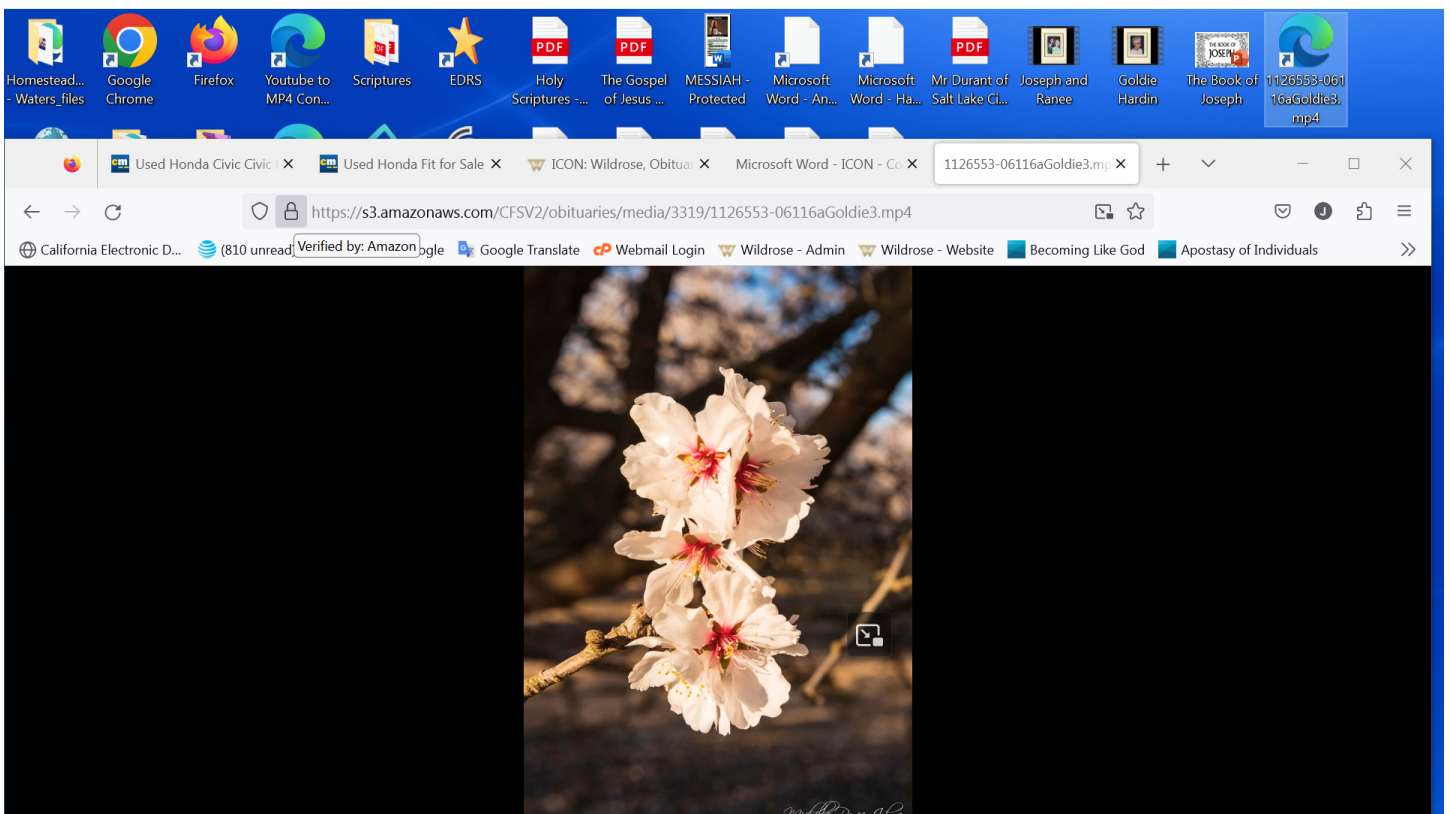 Homestead...
- Waters_files
Google
Chrome
Firefox
Youtube to
MP4 Con...
Scriptures
EDRS
PDF
Holy
Scriptures -...
PDF
The Gospel
of Jesus ...
MESSIAH -
Protected
Microsoft
Word - An...
Microsoft
Word - Ha...
PDF
Mr Durant of
Salt Lake Ci...
Joseph and
Ranee
Goldie
Hardin
THE BOOK OF
JOSEPH
The Book of
Joseph
1126553-061
16aGoldie3.
mp4
cm Used Honda Civic Civic
cm Used Honda Fit for Sale
ICON: Wildrose, Obituar
Microsoft Word - ICON - Co
1126553-06116aGoldie3.mp
https://s3.amazonaws.com/CFSV2/obituaries/media/3319/1126553-06116aGoldie3.mp4
J
California Electronic D...
(810 unread)
Verified by: Amazon
ogle
Google Translate
Webmail Login
Wildrose - Admin
Wildrose - Website
Becoming Like God
Apostasy of Individuals